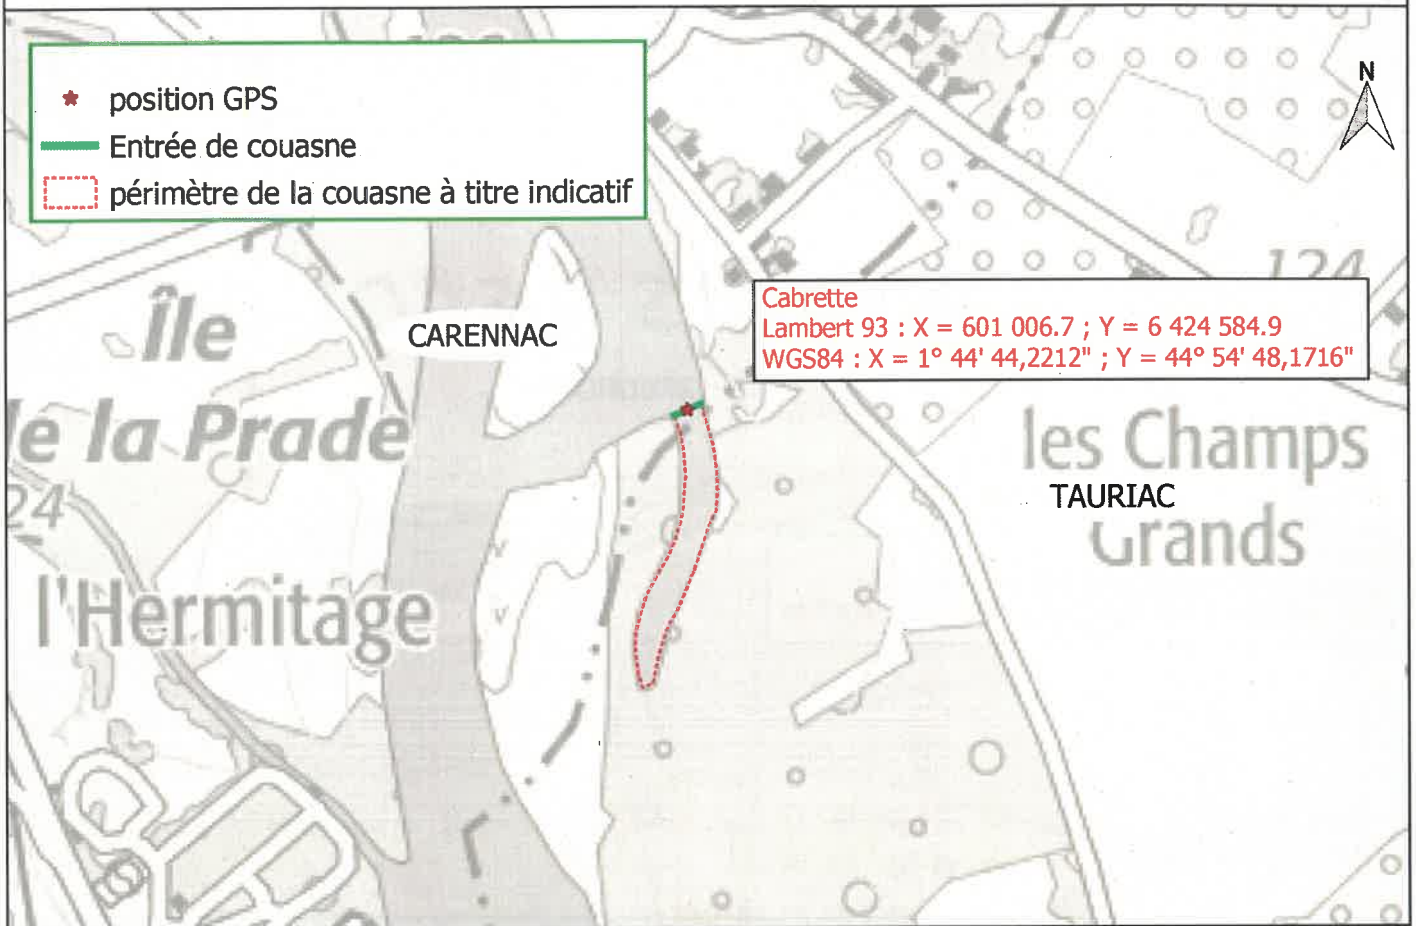 position GPS
Entrée de couasne
périmètre de la couasne à titre indicatif
N
124
Cabrette
Lambert 93 : X = 601 006.7 ; Y = 6 424 584.9
WGS84 : X = 1° 44' 44,2212" ; Y = 44° 54' 48,1716"
Île
CARENNAC
e la Prade
24
les Champs
TAURIAC
Grands
l'Hermitage